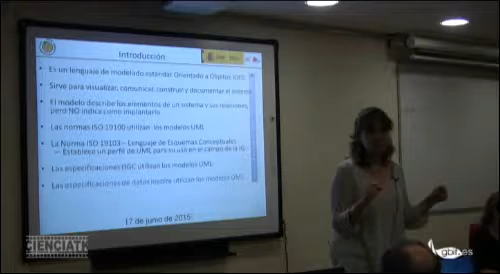 Introducción
Es un lenguaje de modelado estándar Orientado a Objetos
Sirve para visualizar, comunicar, construir y documentar el sistema
El modelo describe los elementos de un sistema y sus relaciones,
pero NO indica como implantarlo
Las normas ISO 19100 utilizan los modelos UML
La Norma ISO 19103 – Lenguaje de Esquemas Conceptuales
– Establece un perfil de UML para su uso en el campo de la IG
Las especificaciones OGC utilizan los modelos UML
Las especificaciones de datos Inspire utilizan los modelos UML
17 de junio de 2015
CIENCIATK
gbif.es